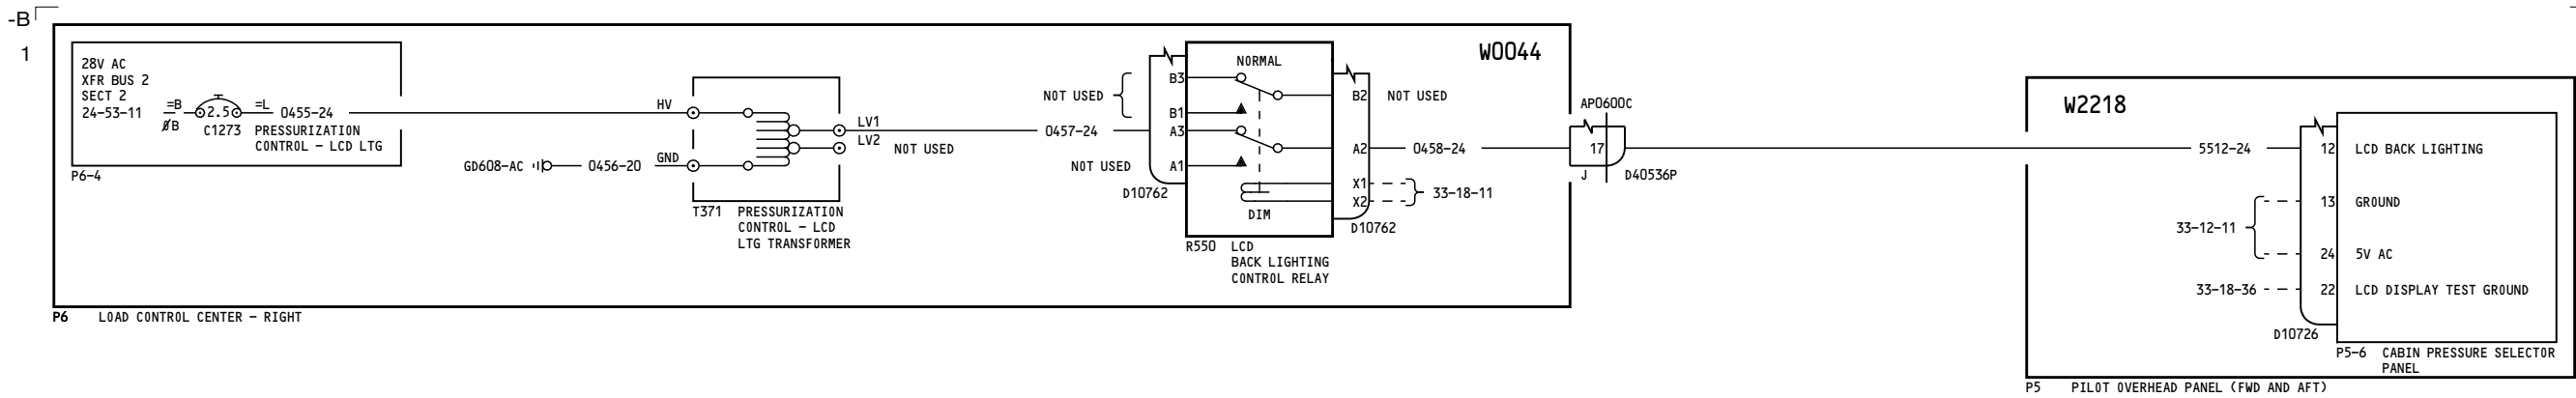 -B
1
28V AC
XFR BUS 2
SECT 2
24-53-11
=B
ØB
2.5
C1273
=L
0455-24
PRESSURIZATION
CONTROL - LCD LTG
P6-4
GD608-AC
0456-20
HV
GND
LV1
LV2
NOT USED
T371 PRESSURIZATION
CONTROL - LCD
LTG TRANSFORMER
0457-24
NOT USED
NOT USED
B3
B1
A3
A1
D10762
NORMAL
DIM
B2
A2
X1
X2
NOT USED
0458-24
33-18-11
D10762
R550 LCD
BACK LIGHTING
CONTROL RELAY
W0044
AP0600C
17
J
D40536P
P6 LOAD CONTROL CENTER - RIGHT
W2218
5512-24
12 LCD BACK LIGHTING
13 GROUND
33-12-11
24 5V AC
33-18-36
22 LCD DISPLAY TEST GROUND
D10726
P5-6 CABIN PRESSURE SELECTOR
PANEL
P5 PILOT OVERHEAD PANEL (FWD AND AFT)